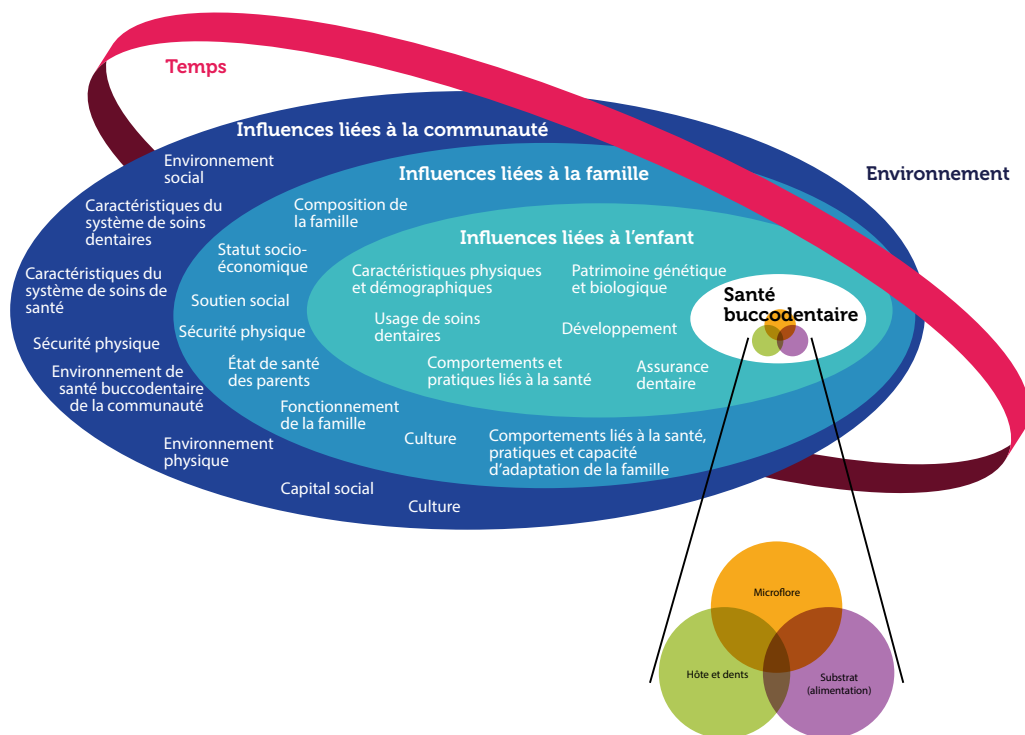 Temps
Environnement
Influences liées à la communauté
Environnement
social
Caractéristiques du
système de soins
dentaires
Caractéristiques du
système de soins de
santé
Sécurité physique
Environnement de
santé buccodentaire
de la communauté
Environnement
physique
Capital social
Culture
Influences liées à la famille
Composition de
la famille
Statut socio-
économique
Soutien social
Sécurité physique
État de santé
des parents
Fonctionnement
de la famille
Culture
Comportements liés à la santé,
pratiques et capacité
d’adaptation de la famille
Influences liées à l’enfant
Caractéristiques physiques
et démographiques
Patrimoine génétique
et biologique
Usage de soins
dentaires
Développement
Comportements et
pratiques liés à la santé
Assurance
dentaire
Santé
buccodentaire
Microflore
Hôte et dents
Substrat
(alimentation)